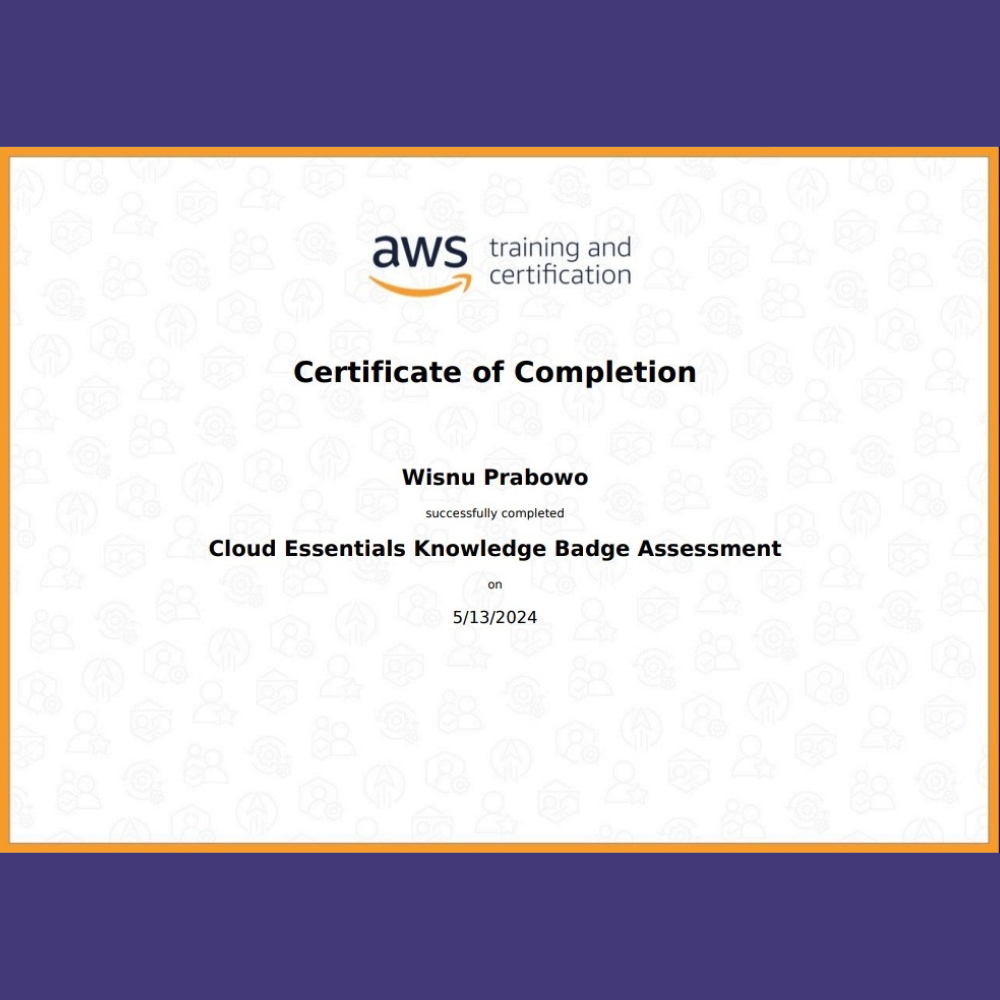 aws training and
certification
Certificate of Completion
Wisnu Prabowo
successfully completed
Cloud Essentials Knowledge Badge Assessment
on
5/13/2024